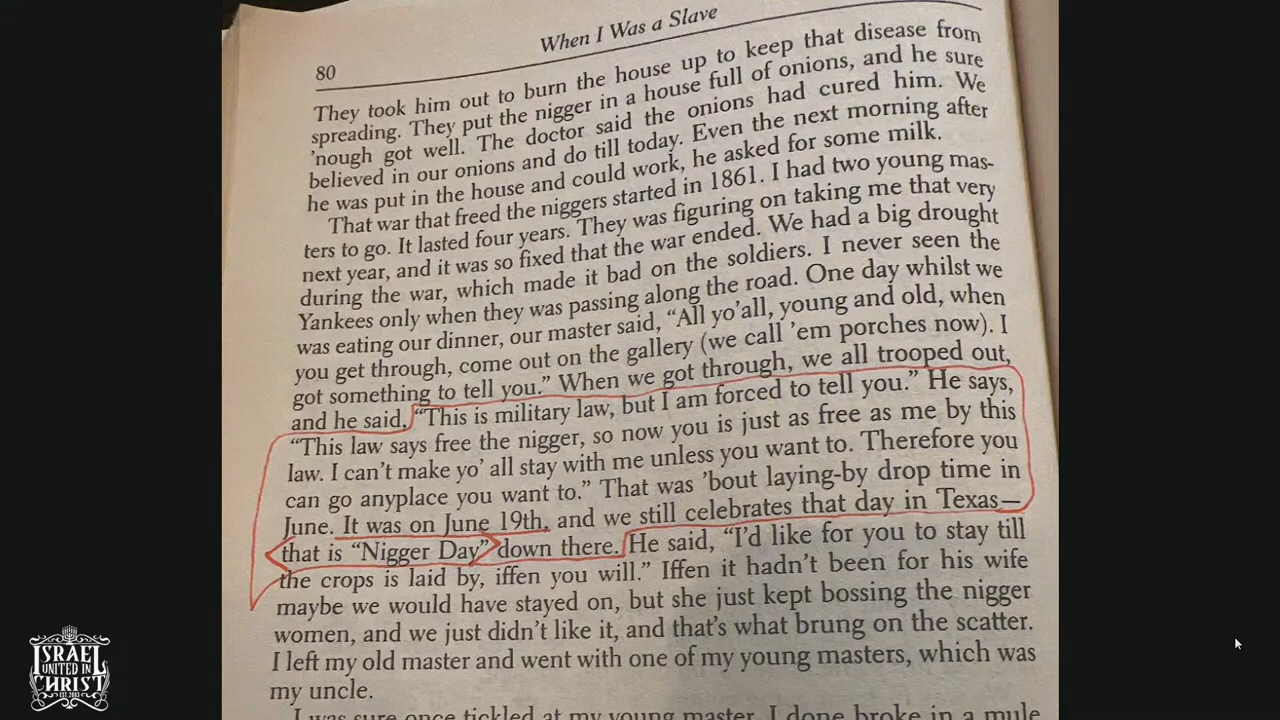 When I Was a Slave
80
They took him out to burn the house up to keep that disease from
spreading. They put the nigger in a house full of onions, and he sure
'nough got well. The doctor said the onions had cured him. We
believed in our onions and do till today. Even the next morning after
he was put in the house and could work, he asked for some milk.
That war that freed the niggers started in 1861. I had two young mas-
ters to go. It lasted four years. They was figuring on taking me that very
next year, and it was so fixed that the war ended. We had a big drought
during the war, which made it bad on the soldiers. I never seen the
Yankees only when they was passing along the road. One day whilst we
was eating our dinner, our master said, “All yo'all, young and old, when
you get through, come out on the gallery (we call 'em porches now). I
got something to tell you.” When we got through, we all trooped out,
and he said, “This is military law, but I am forced to tell you.” He says,
“This law says free the nigger, so now you is just as free as me by this
law. I can't make yo' all stay with me unless you want to. Therefore you
can go anyplace you want to.” That was 'bout laying-by drop time in
June. It was on June 19th, and we still celebrates that day in Texas—
that is “Nigger Day” down there. He said, “I'd like for you to stay till
the crops is laid by, iffen you will.” Iffen it hadn't been for his wife
maybe we would have stayed on, but she just kept bossing the nigger
women, and we just didn't like it, and that's what brung on the scatter.
I left my old master and went with one of my young masters, which was
my uncle.
I was sure once tickled at my young master. I done broke in a mule
ISRAEL
UNITED IN
CHRIST
EST. 2003